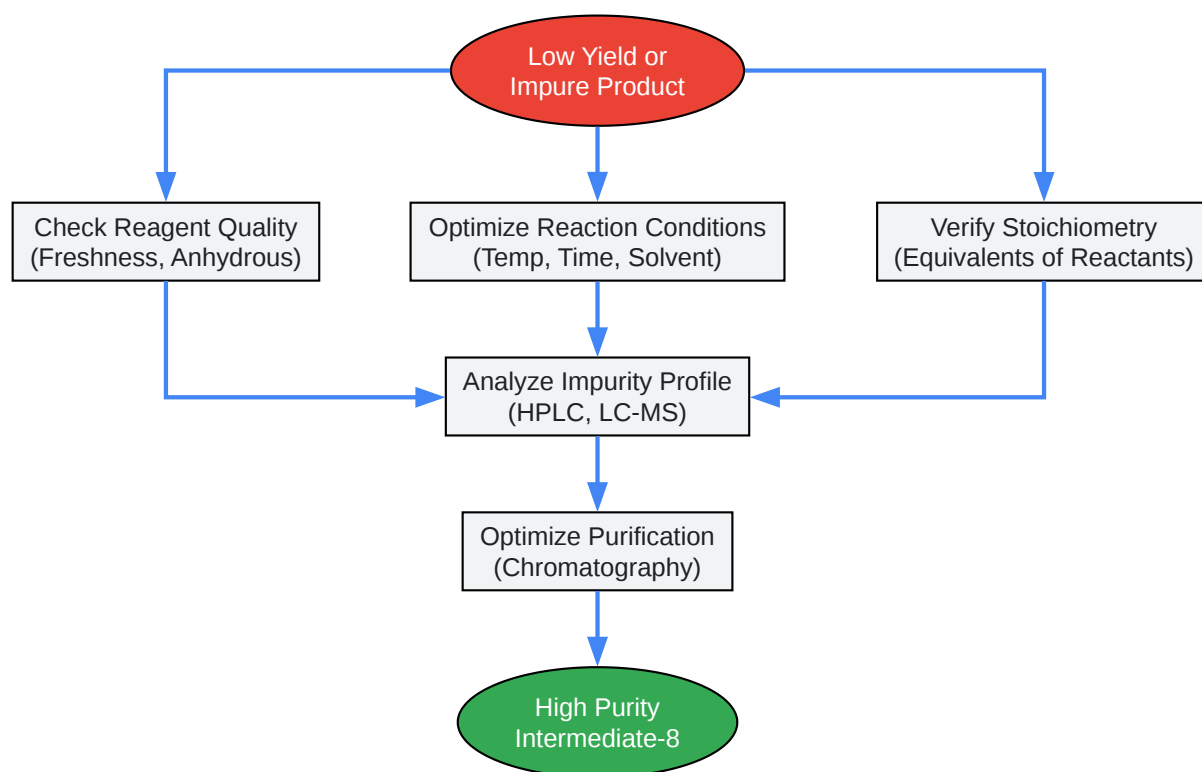 Low Yield or
Impure Product
Check Reagent Quality
(Freshness, Anhydrous)
Optimize Reaction Conditions
(Temp, Time, Solvent)
Verify Stoichiometry
(Equivalents of Reactants)
Analyze Impurity Profile
(HPLC, LC-MS)
Optimize Purification
(Chromatography)
High Purity
Intermediate-8